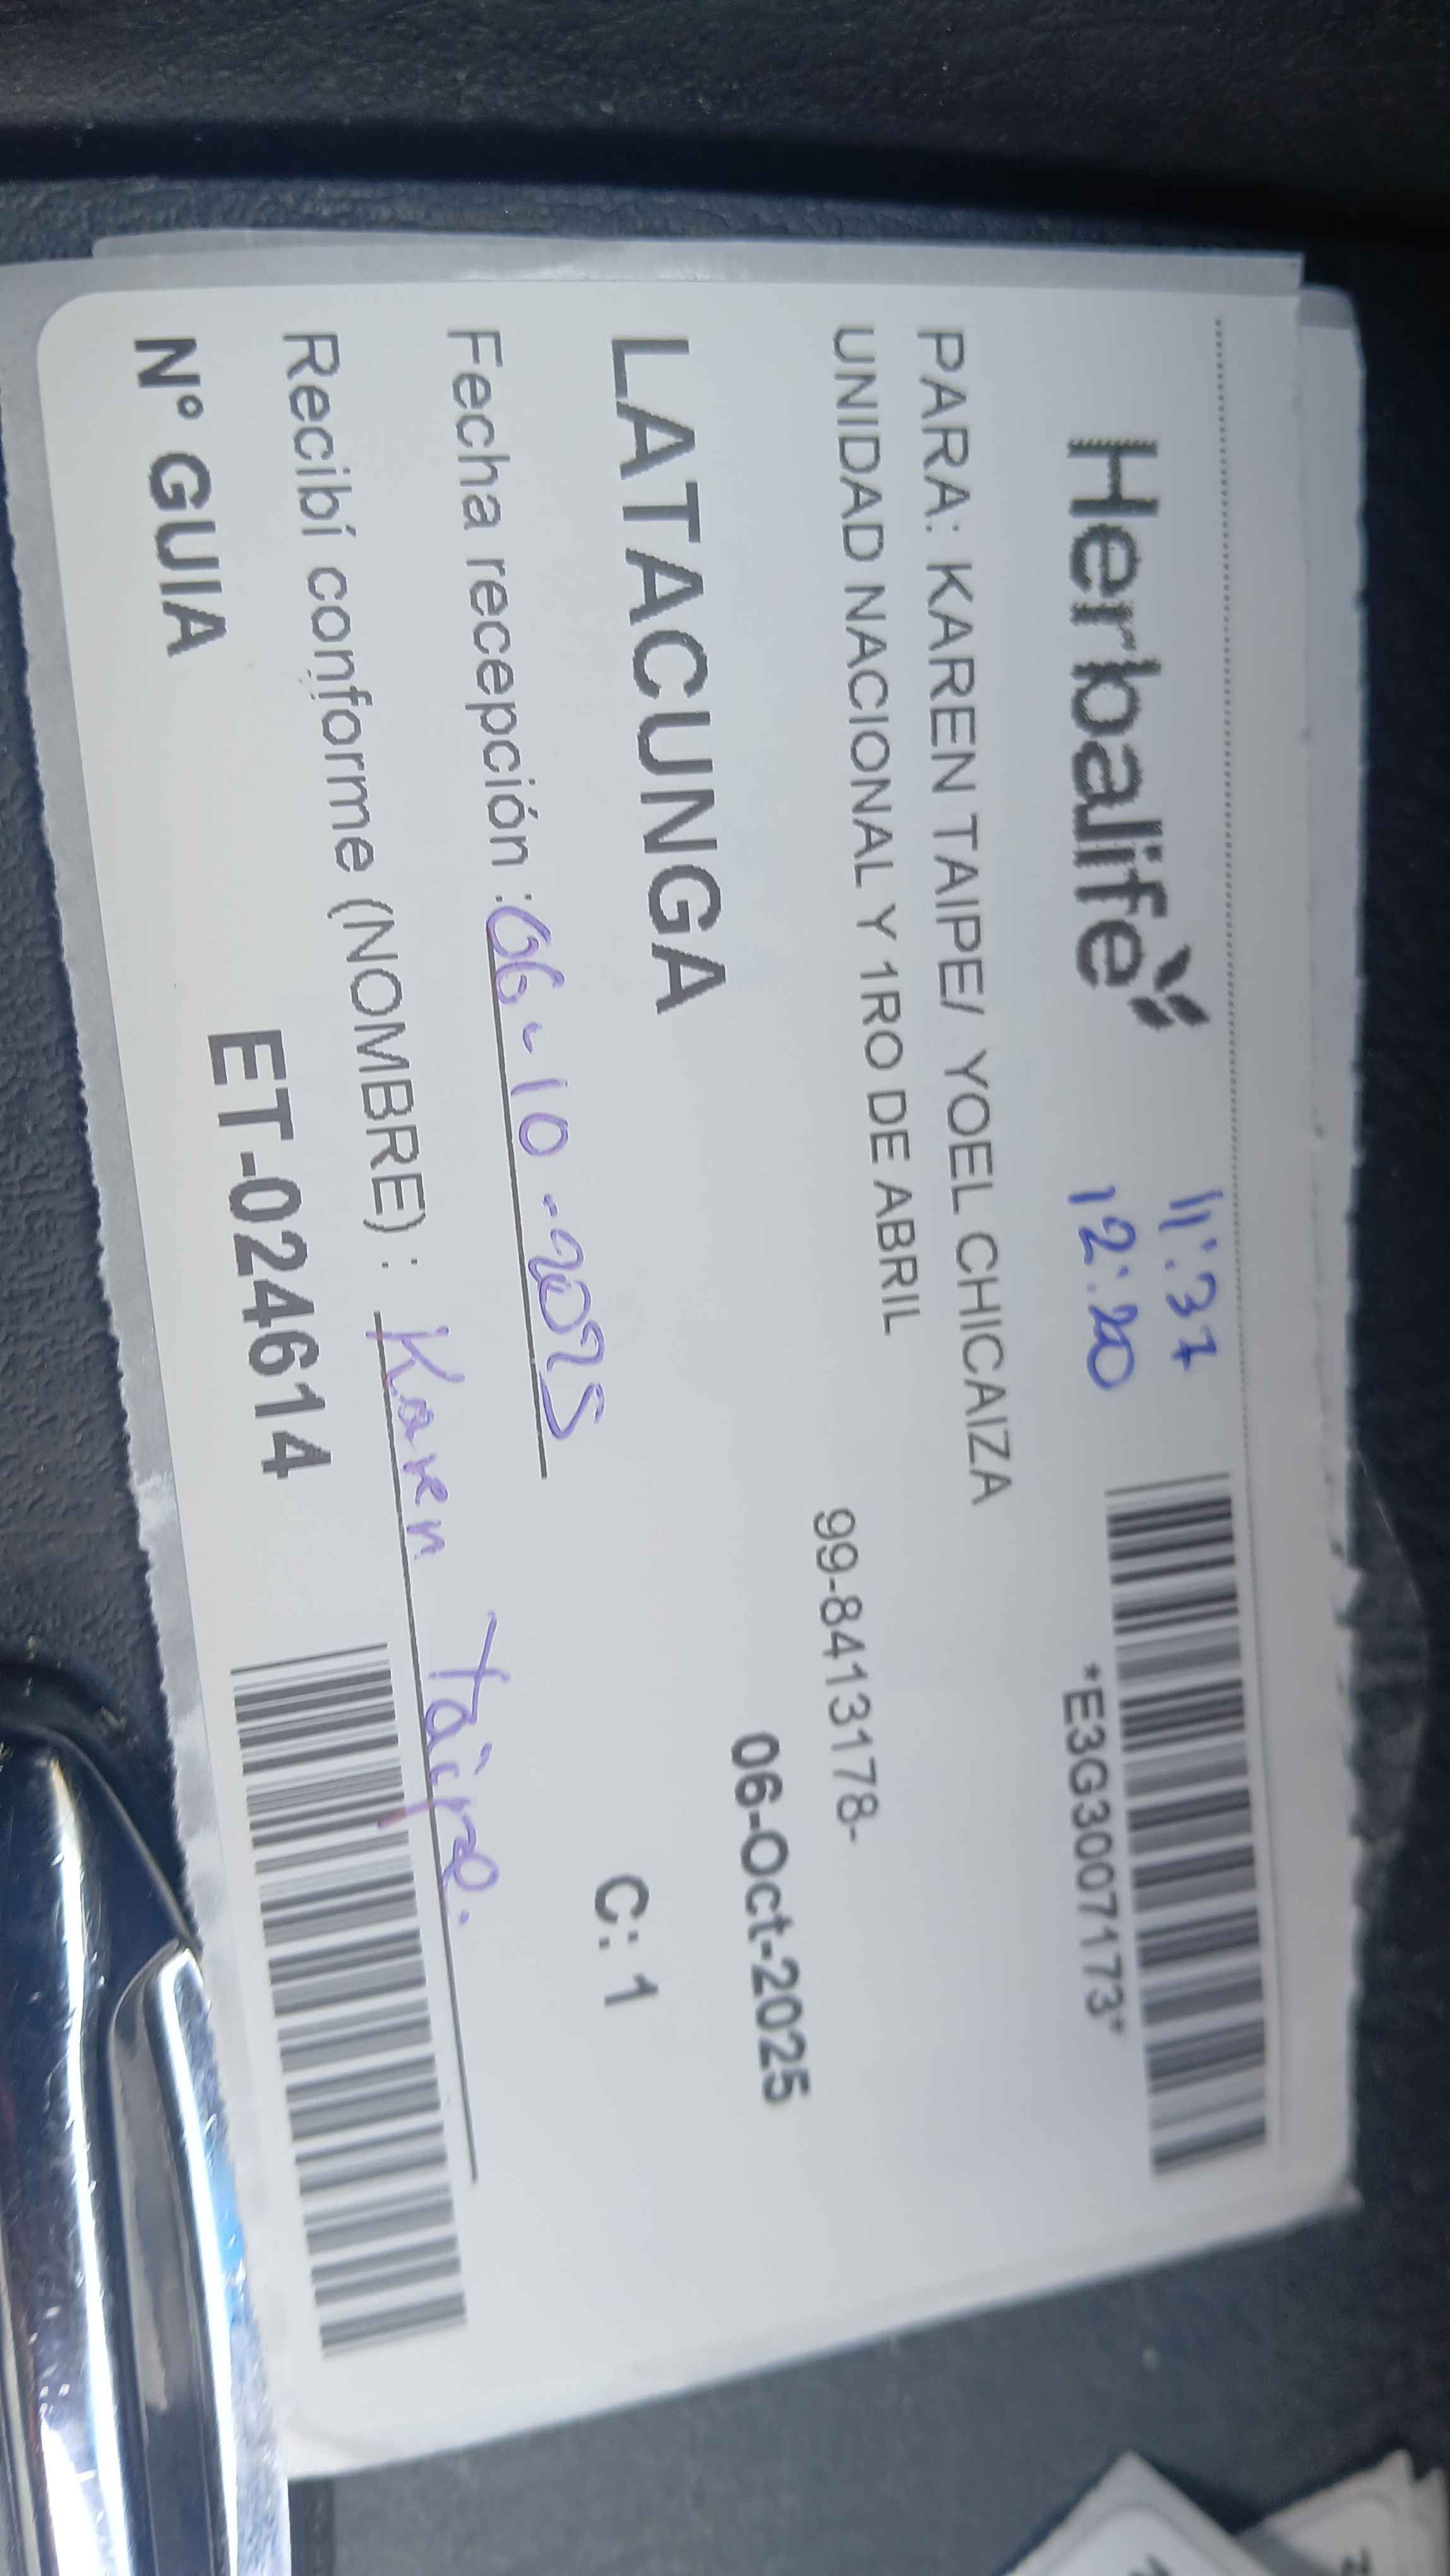 Herbalife
11:37
12:20
*E3G3007173*
PARA: KAREN TAIPE/ YOEL CHICAIZA
UNIDAD NACIONAL Y 1RO DE ABRIL
99-8413178-
06-Oct-2025
LATACUNGA
C: 1
Fecha recepción : 06-10-2025
Recibí conforme (NOMBRE) : Karen Taipe.
N° GUIA ET-024614